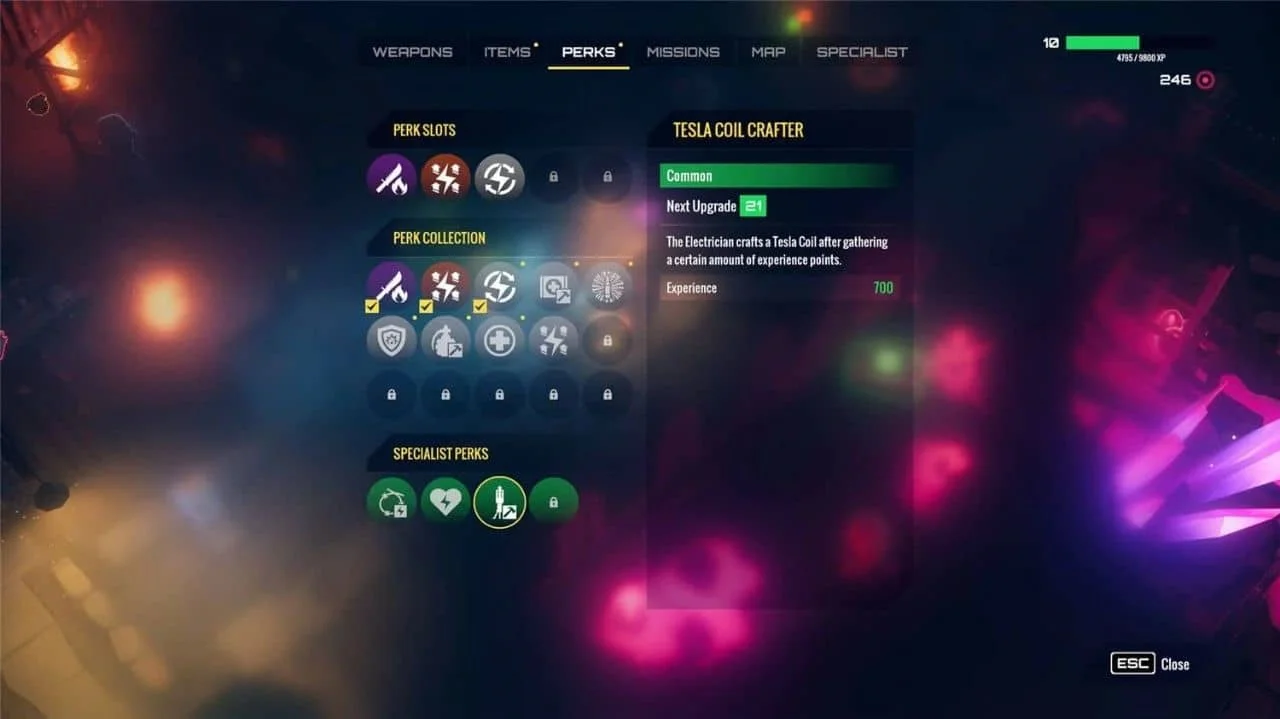 WEAPONS ITEMS PERKS MISSIONS MAP SPECIALIST
10
4795 / 9800 XP
246
PERK SLOTS
PERK COLLECTION
SPECIALIST PERKS
TESLA COIL CRAFTER
Common
Next Upgrade 21
The Electrician crafts a Tesla Coil after gathering
a certain amount of experience points.
Experience 700
ESC Close